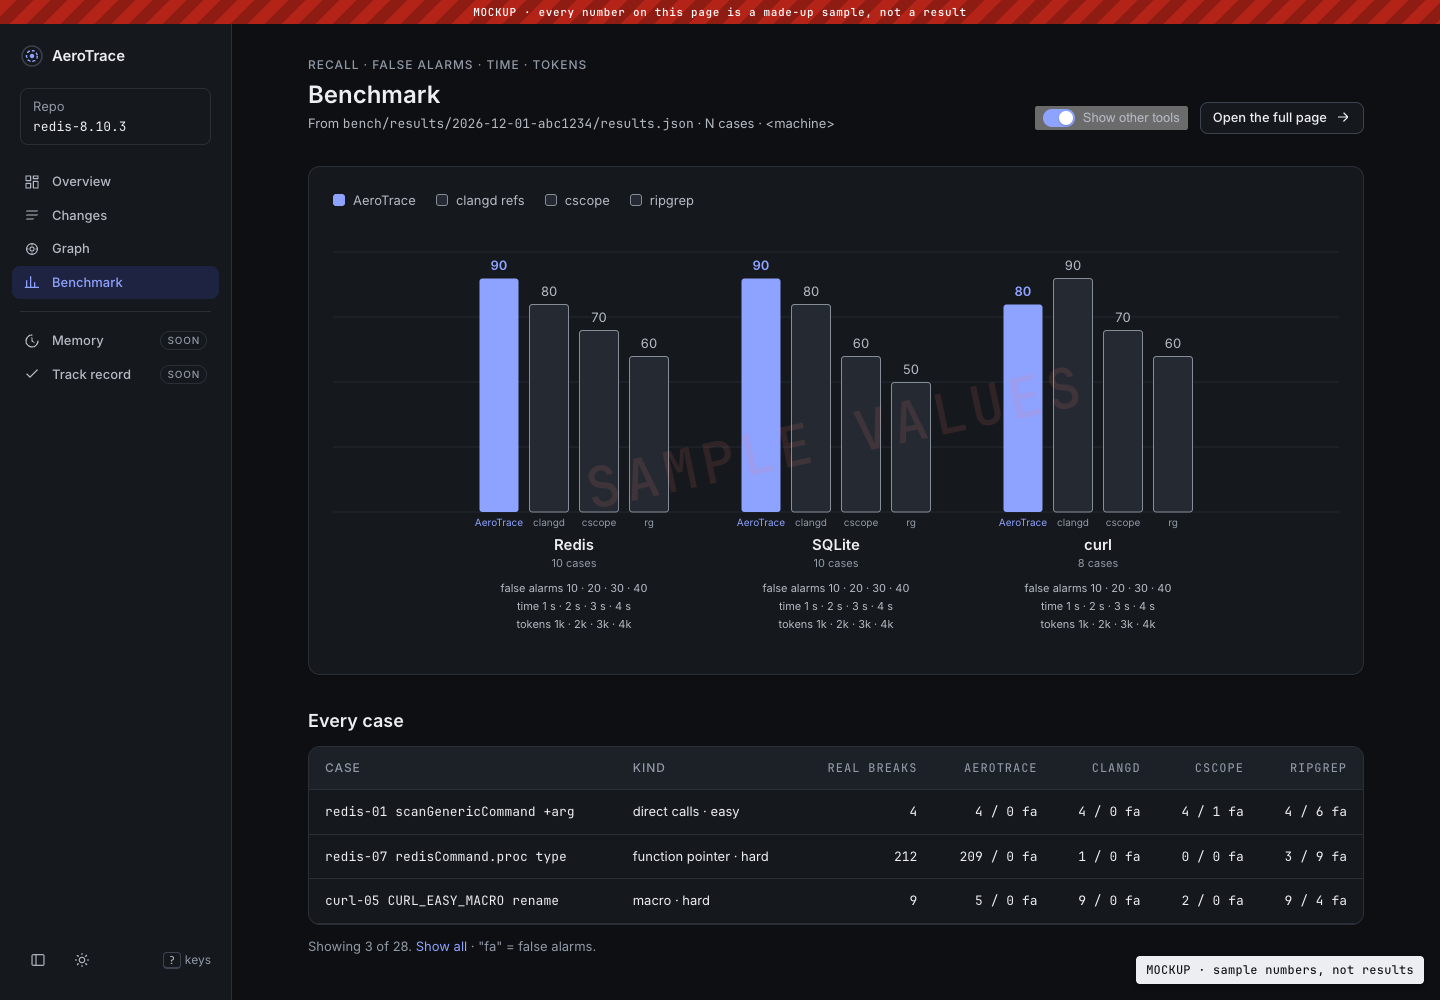 MOCKUP · every number on this page is a made-up sample, not a result
AeroTrace
Repo
redis-8.10.3
Overview
Changes
Graph
Benchmark
Memory SOON
Track record SOON
? keys
RECALL · FALSE ALARMS · TIME · TOKENS
Benchmark
From bench/results/2026-12-01-abc1234/results.json · N cases · <machine>
Show other tools
Open the full page →
AeroTrace clangd refs cscope ripgrep
90 80 70 60
90 80 60 50
80 90 70 60
SAMPLE VALUES
AeroTrace clangd cscope rg
AeroTrace clangd cscope rg
AeroTrace clangd cscope rg
Redis
10 cases
false alarms 10 · 20 · 30 · 40
time 1 s · 2 s · 3 s · 4 s
tokens 1k · 2k · 3k · 4k
SQLite
10 cases
false alarms 10 · 20 · 30 · 40
time 1 s · 2 s · 3 s · 4 s
tokens 1k · 2k · 3k · 4k
curl
8 cases
false alarms 10 · 20 · 30 · 40
time 1 s · 2 s · 3 s · 4 s
tokens 1k · 2k · 3k · 4k
Every case
CASE KIND REAL BREAKS AEROTRACE CLANGD CSCOPE RIPGREP
redis-01 scanGenericCommand +arg direct calls · easy 4 4 / 0 fa 4 / 0 fa 4 / 1 fa 4 / 6 fa
redis-07 redisCommand.proc type function pointer · hard 212 209 / 0 fa 1 / 0 fa 0 / 0 fa 3 / 9 fa
curl-05 CURL_EASY_MACRO rename macro · hard 9 5 / 0 fa 9 / 0 fa 2 / 0 fa 9 / 4 fa
Showing 3 of 28. Show all · "fa" = false alarms.
MOCKUP · sample numbers, not results